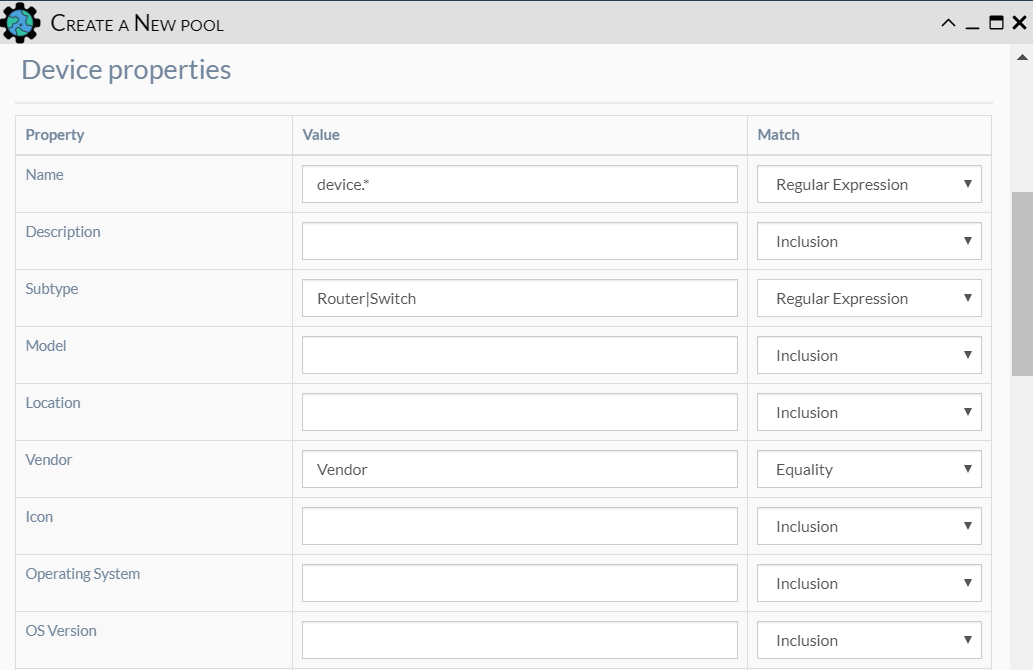 Create a New pool
Device properties
Property Value Match
Name device.* Regular Expression
Description Inclusion
Subtype Router|Switch Regular Expression
Model Inclusion
Location Inclusion
Vendor Vendor Equality
Icon Inclusion
Operating System Inclusion
OS Version Inclusion